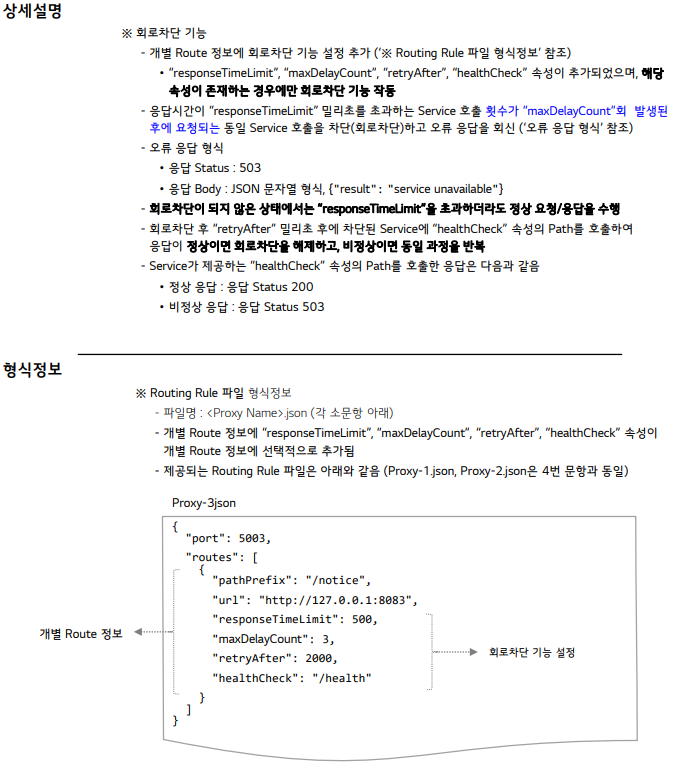 상세설명
※ 회로차단 기능
- 개별 Route 정보에 회로차단 기능 설정 추가 (‘※ Routing Rule 파일 형식정보’ 참조)
• “responseTimeLimit”, “maxDelayCount”, “retryAfter”, “healthCheck” 속성이 추가되었으며, 해당
속성이 존재하는 경우에만 회로차단 기능 작동
- 응답시간이 “responseTimeLimit” 밀리초를 초과하는 Service 호출 횟수가 “maxDelayCount”회 발생된
후에 요청되는 동일 Service 호출을 차단(회로차단)하고 오류 응답을 회신 (‘오류 응답 형식’ 참조)
- 오류 응답 형식
• 응답 Status : 503
• 응답 Body : JSON 문자열 형식, {"result": "service unavailable"}
- 회로차단이 되지 않은 상태에서는 “responseTimeLimit”을 초과하더라도 정상 요청/응답을 수행
- 회로차단 후 “retryAfter” 밀리초 후에 차단된 Service에 “healthCheck” 속성의 Path를 호출하여
응답이 정상이면 회로차단을 해제하고, 비정상이면 동일 과정을 반복
- Service가 제공하는 “healthCheck” 속성의 Path를 호출한 응답은 다음과 같음
• 정상 응답 : 응답 Status 200
• 비정상 응답 : 응답 Status 503
형식정보
※ Routing Rule 파일 형식정보
- 파일명 : <Proxy Name>.json (각 소문항 아래)
- 개별 Route 정보에 “responseTimeLimit”, “maxDelayCount”, “retryAfter”, “healthCheck” 속성이
개별 Route 정보에 선택적으로 추가됨
- 제공되는 Routing Rule 파일은 아래와 같음 (Proxy-1.json, Proxy-2.json은 4번 문항과 동일)
Proxy-3json
{
"port": 5003,
"routes": [
{
"pathPrefix": "/notice",
"url": "http://127.0.0.1:8083",
"responseTimeLimit": 500,
"maxDelayCount": 3,
개별 Route 정보
"retryAfter": 2000,
회로차단 기능 설정
"healthCheck": "/health"
}
]
}